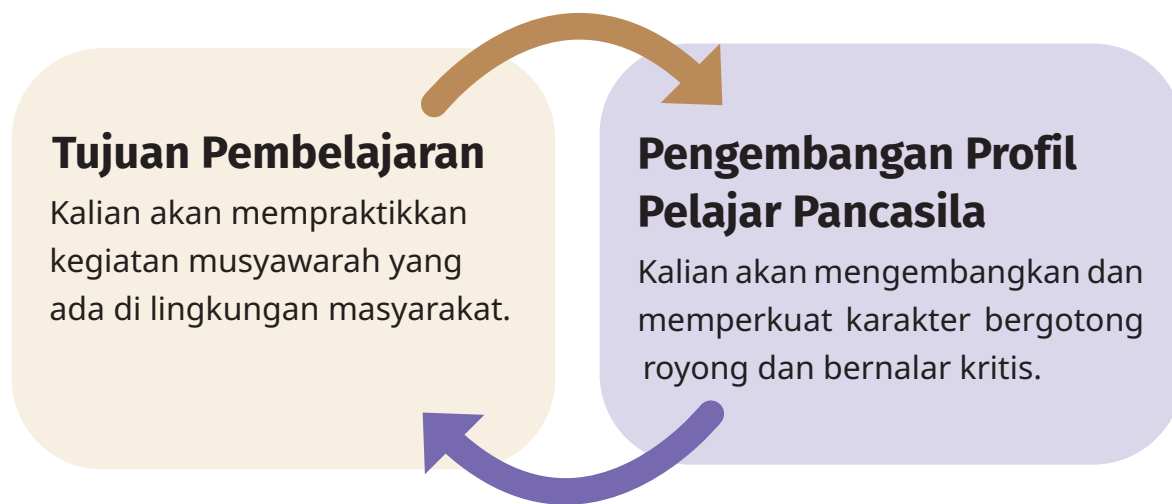 Tujuan Pembelajaran
Kalian akan mempraktikkan
kegiatan musyawarah yang
ada di lingkungan masyarakat.
Pengembangan Profil
Pelajar Pancasila
Kalian akan mengembangkan dan
memperkuat karakter bergotong
royong dan bernalar kritis.